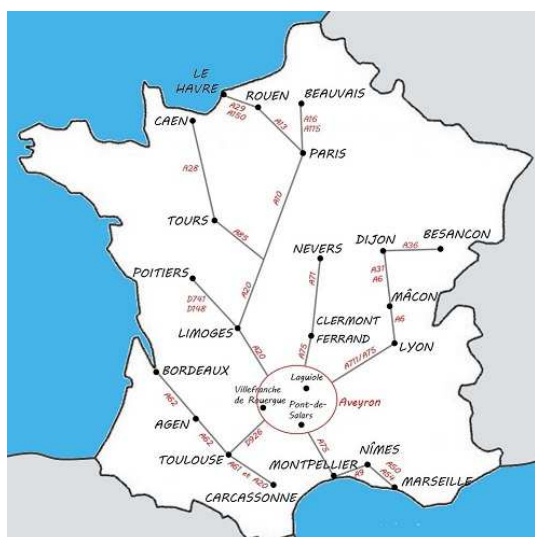 LE
HAVRE
ROUEN
BEAUVAIS
A29
A150
A13
A16
A115
CAEN
PARIS
A28
A10
TOURS
A85
NEVERS
DIJON
A36
BESANCON
A31
A6
POITIERS
D741
D148
A20
A71
MÂCON
A6
LIMOGES
CLERMONT
FERRAND
LYON
A20
A75
A711/A75
BORDEAUX
Laguiole
Villefranche
de Rouergue
Pont-de-
Salars
Aveyron
A62
AGEN
A62
D926
A75
TOULOUSE
A61 et A20
CARCASSONNE
MONTPELLIER
NÎMES
A9
A50
A54
MARSEILLE